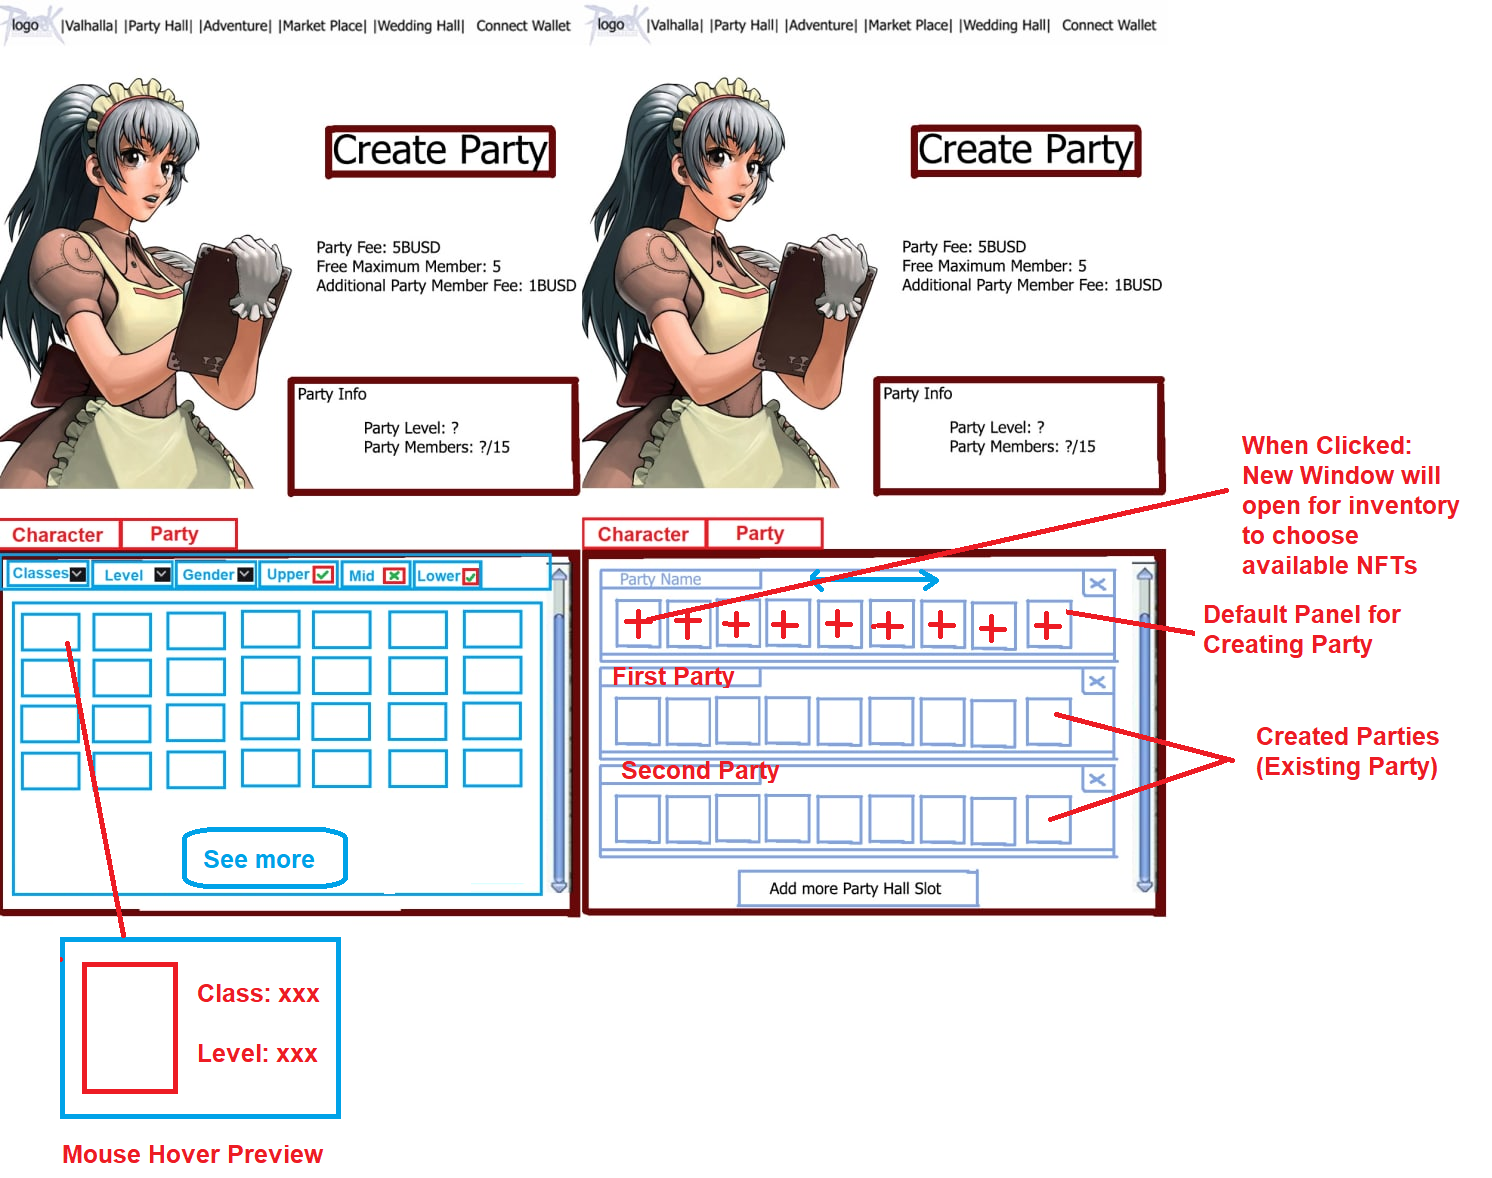 logo |Valhalla| |Party Hall| |Adventure| |Market Place| |Wedding Hall| Connect Wallet
Create Party
Party Fee: 5BUSD
Free Maximum Member: 5
Additional Party Member Fee: 1BUSD
Party Info
Party Level: ?
Party Members: ?/15
Character Party
Classes Level Gender Upper Mid Lower
See more
Class: xxx
Level: xxx
Mouse Hover Preview
logo |Valhalla| |Party Hall| |Adventure| |Market Place| |Wedding Hall| Connect Wallet
Create Party
Party Fee: 5BUSD
Free Maximum Member: 5
Additional Party Member Fee: 1BUSD
Party Info
Party Level: ?
Party Members: ?/15
Character Party
Party Name
First Party
Second Party
Add more Party Hall Slot
When Clicked:
New Window will
open for inventory
to choose
available NFTs
Default Panel for
Creating Party
Created Parties
(Existing Party)